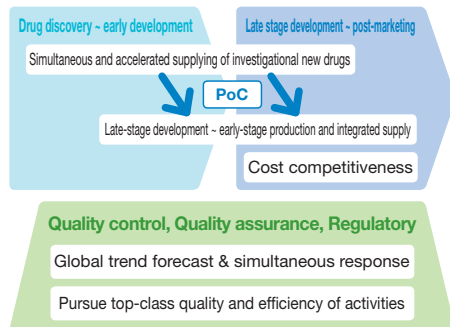 Drug discovery ~ early development
Late stage development ~ post-marketing
Simultaneous and accelerated supplying of investigational new drugs
PoC
Late-stage development ~ early-stage production and integrated supply
Cost competitiveness
Quality control, Quality assurance, Regulatory
Global trend forecast & simultaneous response
Pursue top-class quality and efficiency of activities